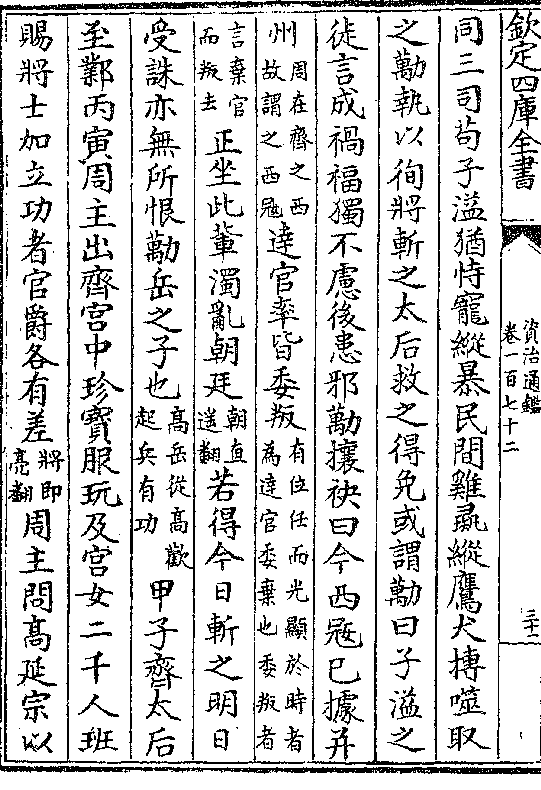 欽定四庫全書
資治通鑑
卷一百七十二
三十二
同三司苟子溢猶恃寵縱暴民間雞彘縱鷹犬搏噬取
之勱執以徇將斬之太后救之得免或謂勱曰子溢之
徒言成禍福獨不慮後患邪勱攘袂曰今西冦已據并
州周在齊之西故謂之西冦達官率皆委叛有位任而光顯於時者為達官委棄也委叛者
言棄官而叛去正坐此輩濁亂朝廷朝直遥翻若得今日斬之明日
受誅亦無所恨勱岳之子也高岳從高歡起兵有功甲子齊太后
至鄴丙寅周主出齊宫中珍寶服玩及宫女二千人班
賜將士加立功者官爵各有差將即亮翻周主問高延宗以